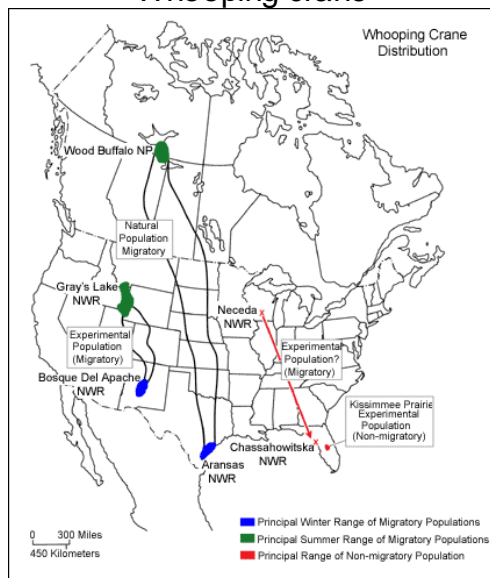 Whooping Crane
Distribution
Wood Buffalo NP
Natural
Population
Migratory
Gray's Lake
NWR
Neceda
NWR
Experimental
Population
(Migratory)
Experimental
Population?
(Migratory)
Bosque Del Apache
NWR
Kissimmee Prairie
Experimental
Population
(Non-migratory)
Chassahowitska
NWR
Aransas
NWR
0 300 Miles
450 Kilometers
Principal Winter Range of Migratory Populations
Principal Summer Range of Migratory Populations
Principal Range of Non-migratory Population